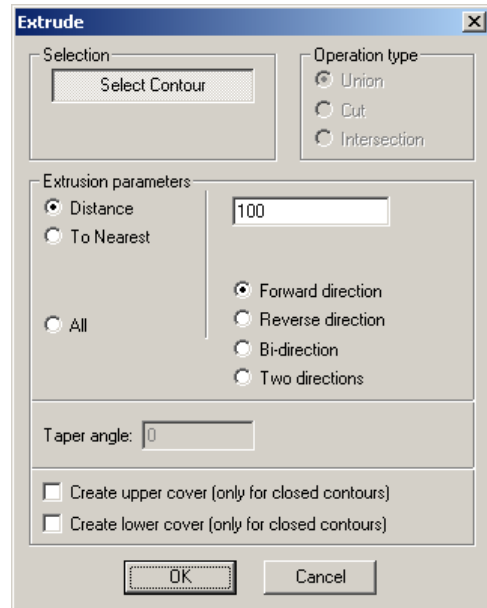 Extrude
Selection
Select Contour
Operation type
Union
Cut
Intersection
Extrusion parameters
Distance
100
To Nearest
Forward direction
Reverse direction
All
Bi-direction
Two directions
Taper angle: 0
Create upper cover (only for closed contours)
Create lower cover (only for closed contours)
OK
Cancel